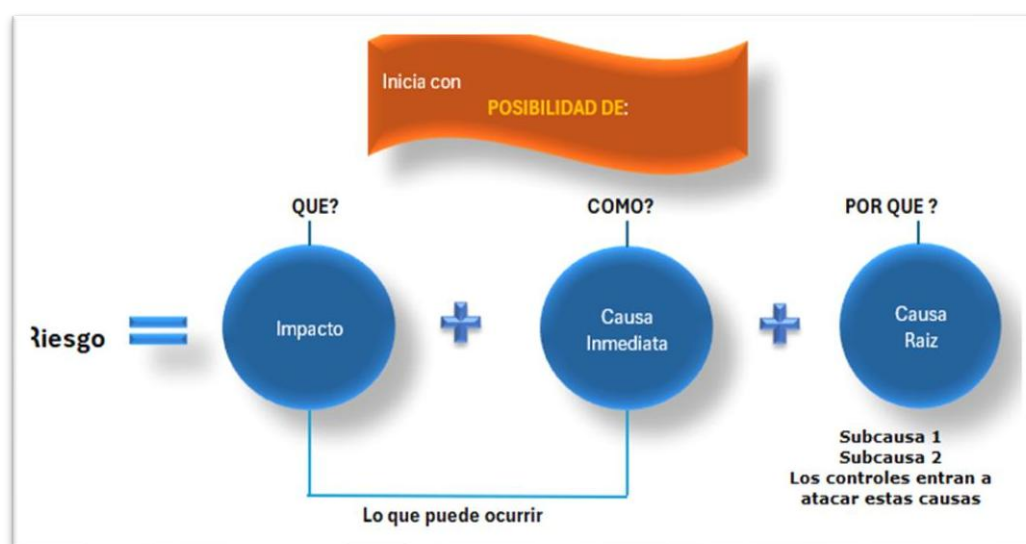 Inicia con
POSIBILIDAD DE:
QUE?
COMO?
POR QUE ?
Riesgo
Impacto
Causa
Inmediata
Causa
Raiz
Subcausa 1
Subcausa 2
Los controles entran a
atacar estas causas
Lo que puede ocurrir